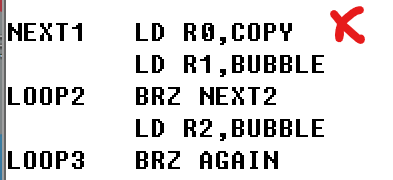 NEXT1 LD R0,COPY
LD R1,BUBBLE
LOOP2 BRZ NEXT2
LD R2,BUBBLE
LOOP3 BRZ AGAIN